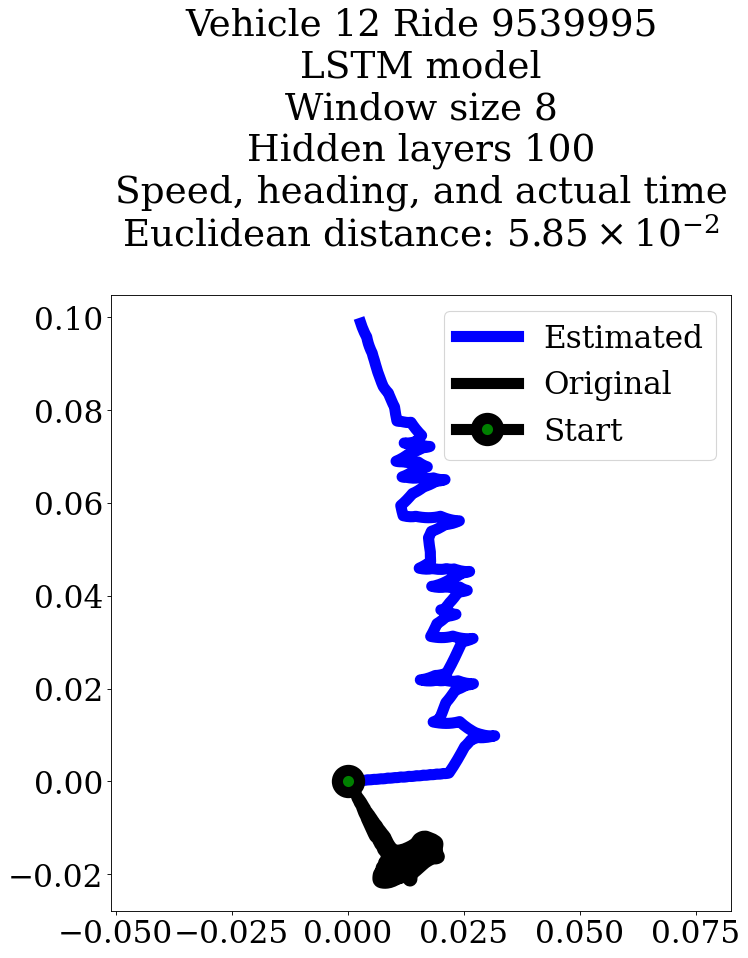 Vehicle 12 Ride 9539995
LSTM model
Window size 8
Hidden layers 100
Speed, heading, and actual time
Euclidean distance: 5.85 × 10⁻²
Estimated
Original
Start
0.10
0.08
0.06
0.04
0.02
0.00
−0.02
−0.050 −0.025 0.000 0.025 0.050 0.075